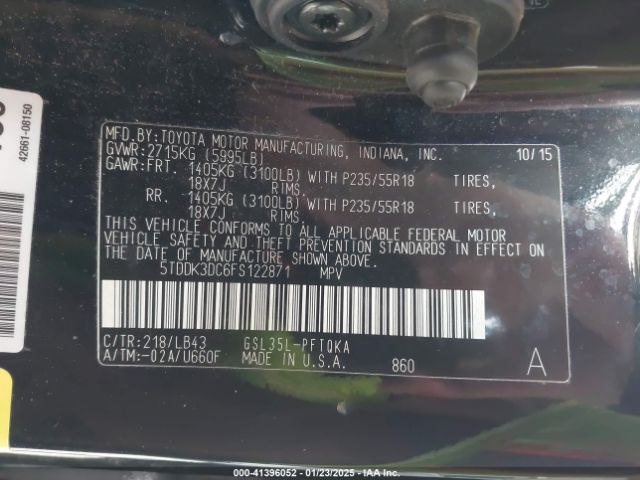 42661-08150
MFD.BY:TOYOTA MOTOR MANUFACTURING, INDIANA, INC. 10/15
GVWR:2715KG (5995LB)
GAWR:FRT. 1405KG (3100LB) WITH P235/55R18 TIRES,
18X7J RIMS.
RR. 1405KG (3100LB) WITH P235/55R18 TIRES,
18X7J RIMS.
THIS VEHICLE CONFORMS TO ALL APPLICABLE FEDERAL MOTOR
VEHICLE SAFETY AND THEFT PREVENTION STANDARDS IN EFFECT ON
THE DATE OF MANUFACTURE SHOWN ABOVE.
5TDDK3DC6FS122871 MPV
C/TR:218/LB43 GSL35L-PFTQKA
A/TM:-02A/U660F MADE IN U.S.A. 860 A
000-41396052 - 01/23/2025 - IAA Inc.